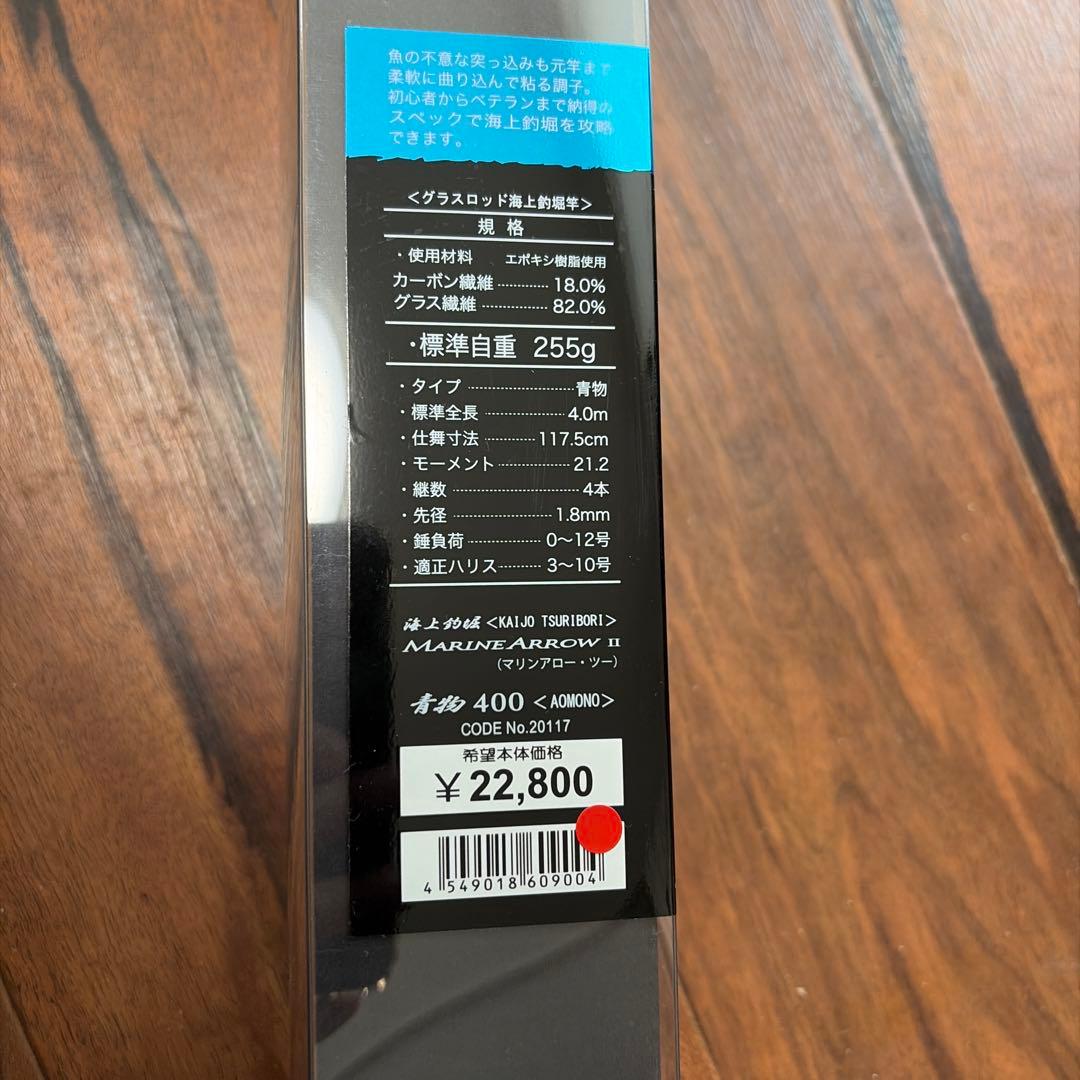 魚の不意な突っ込みも元竿まで
柔軟に曲り込んで粘る調子。
初心者からベテランまで納得の
スペックで海上釣堀を攻略
できます。
＜グラスロッド海上釣堀竿＞
規格
・使用材料 エポキシ樹脂使用
カーボン繊維 ………… 18.0%
グラス繊維 ………… 82.0%
・標準自重 255g
・タイプ ………… 青物
・標準全長 ………… 4.0m
・仕舞寸法 ………… 117.5cm
・モーメント ………… 21.2
・継数 ………… 4本
・先径 ………… 1.8mm
・錘負荷 ………… 0〜12号
・適正ハリス ………… 3〜10号
海上釣堀＜KAIJO TSURIBORI＞
MARINE ARROW II
（マリンアロー・ツー）
青物 400＜AOMONO＞
CODE No.20117
希望本体価格
￥22,800
4 549018 609004